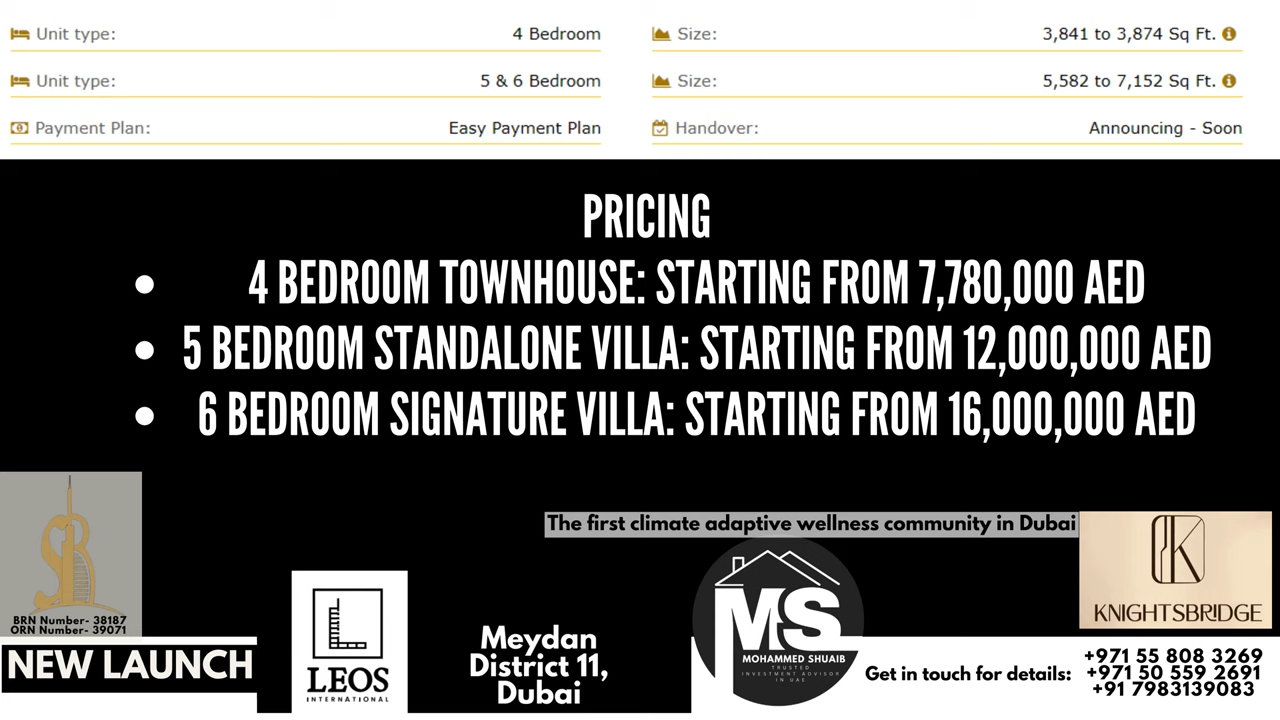 Unit type: 4 Bedroom
Size: 3,841 to 3,874 Sq Ft.
Unit type: 5 & 6 Bedroom
Size: 5,582 to 7,152 Sq Ft.
Payment Plan: Easy Payment Plan
Handover: Announcing - Soon
PRICING
• 4 BEDROOM TOWNHOUSE: STARTING FROM 7,780,000 AED
• 5 BEDROOM STANDALONE VILLA: STARTING FROM 12,000,000 AED
• 6 BEDROOM SIGNATURE VILLA: STARTING FROM 16,000,000 AED
The first climate adaptive wellness community in Dubai
KNIGHTSBRIDGE
BRN Number- 38187
ORN Number- 39071
NEW LAUNCH
LEOS
INTERNATIONAL
Meydan
District 11,
Dubai
MS
MOHAMMED SHUAIB
TRUSTED
INVESTMENT ADVISOR
IN UAE
Get in touch for details:
+971 55 808 3269
+971 50 559 2691
+91 7983139083